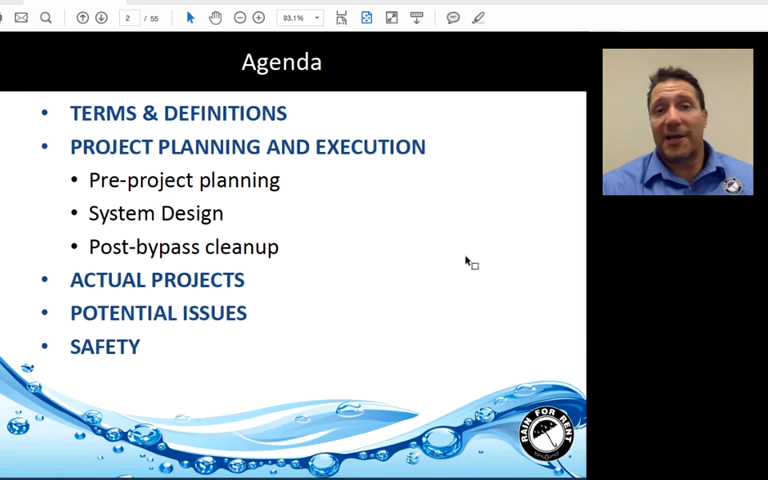 2 / 55
93.1%
Agenda
• TERMS & DEFINITIONS
• PROJECT PLANNING AND EXECUTION
• Pre-project planning
• System Design
• Post-bypass cleanup
• ACTUAL PROJECTS
• POTENTIAL ISSUES
• SAFETY
RAIN FOR RENT